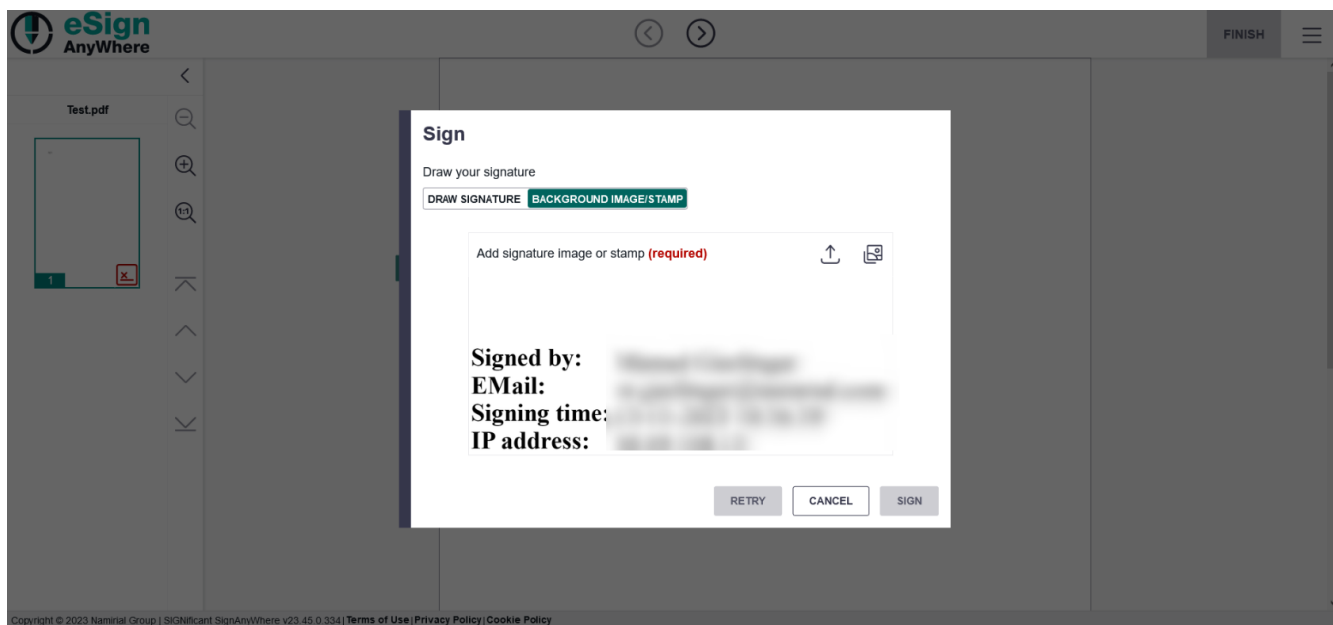 eSign
AnyWhere
FINISH
Test.pdf
1:1
1
x
Sign
Draw your signature
DRAW SIGNATURE BACKGROUND IMAGE/STAMP
Add signature image or stamp (required)
Signed by:
EMail:
Signing time:
IP address:
RETRY CANCEL SIGN
Copyright © 2023 Namirial Group | SIGNificant SignAnyWhere v23.45.0.334 | Terms of Use | Privacy Policy | Cookie Policy